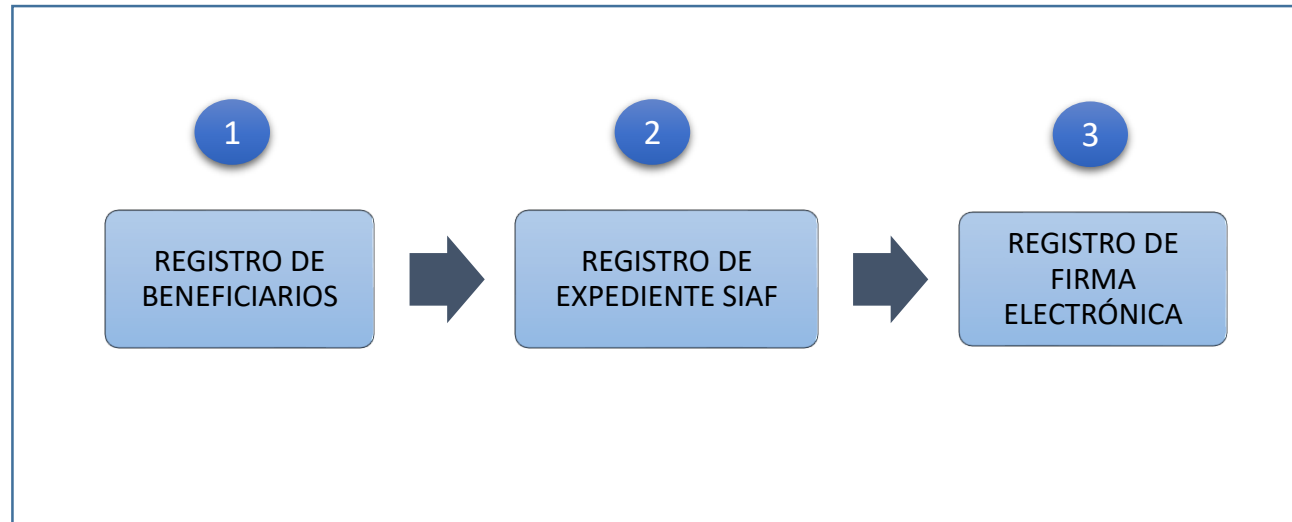 1
2
3
REGISTRO DE
BENEFICIARIOS
REGISTRO DE
EXPEDIENTE SIAF
REGISTRO DE
FIRMA
ELECTRÓNICA